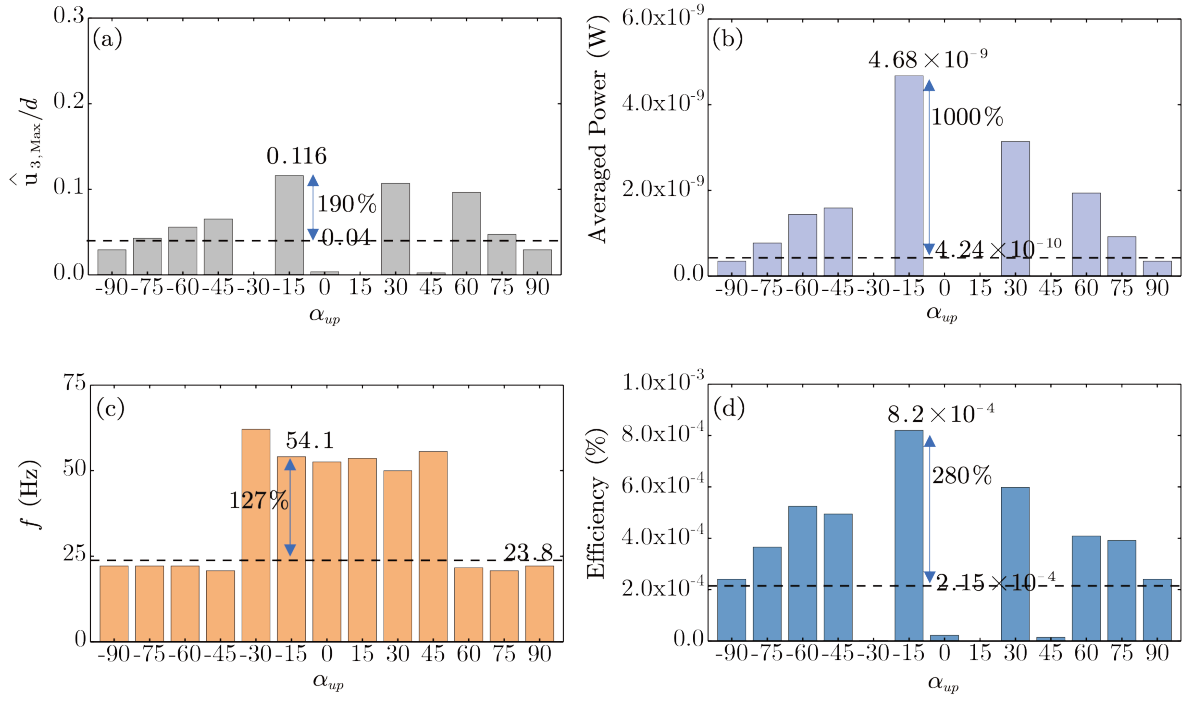 (a)
0.3
0.2
0.1
0.0
û3,Max/d
0.116
190%
0.04
-90 -75 -60 -45 -30 -15 0 15 30 45 60 75 90
αup
(b)
6.0x10-9
4.0x10-9
2.0x10-9
0.0
Averaged Power (W)
4.68×10-9
1000%
4.24×10-10
-90 -75 -60 -45 -30 -15 0 15 30 45 60 75 90
αup
(c)
75
50
25
0
f (Hz)
54.1
127%
23.8
-90 -75 -60 -45 -30 -15 0 15 30 45 60 75 90
αup
(d)
1.0x10-3
8.0x10-4
6.0x10-4
4.0x10-4
2.0x10-4
0.0
Efficiency (%)
8.2×10-4
280%
2.15×10-4
-90 -75 -60 -45 -30 -15 0 15 30 45 60 75 90
αup